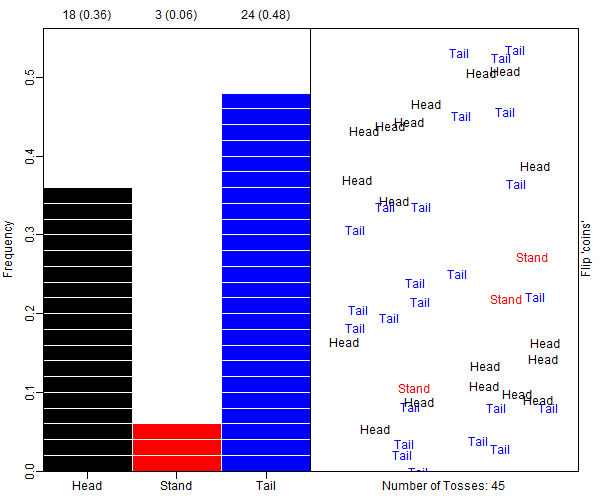 18 (0.36) 3 (0.06) 24 (0.48)
Frequency
0.5
0.4
0.3
0.2
0.1
0.0
Head Stand Tail
Tail
Tail
Tail
Head
Head
Head
Tail
Tail
Head
Head
Head
Head
Head
Tail
Head
Tail
Tail
Tail
Stand
Tail
Tail
Tail
Stand
Tail
Tail
Tail
Tail
Head
Head
Head
Head
Head
Stand
Head
Head
Head
Tail
Tail
Tail
Head
Tail
Tail
Tail
Tail
Tail
Flip 'coins'
Number of Tosses: 45